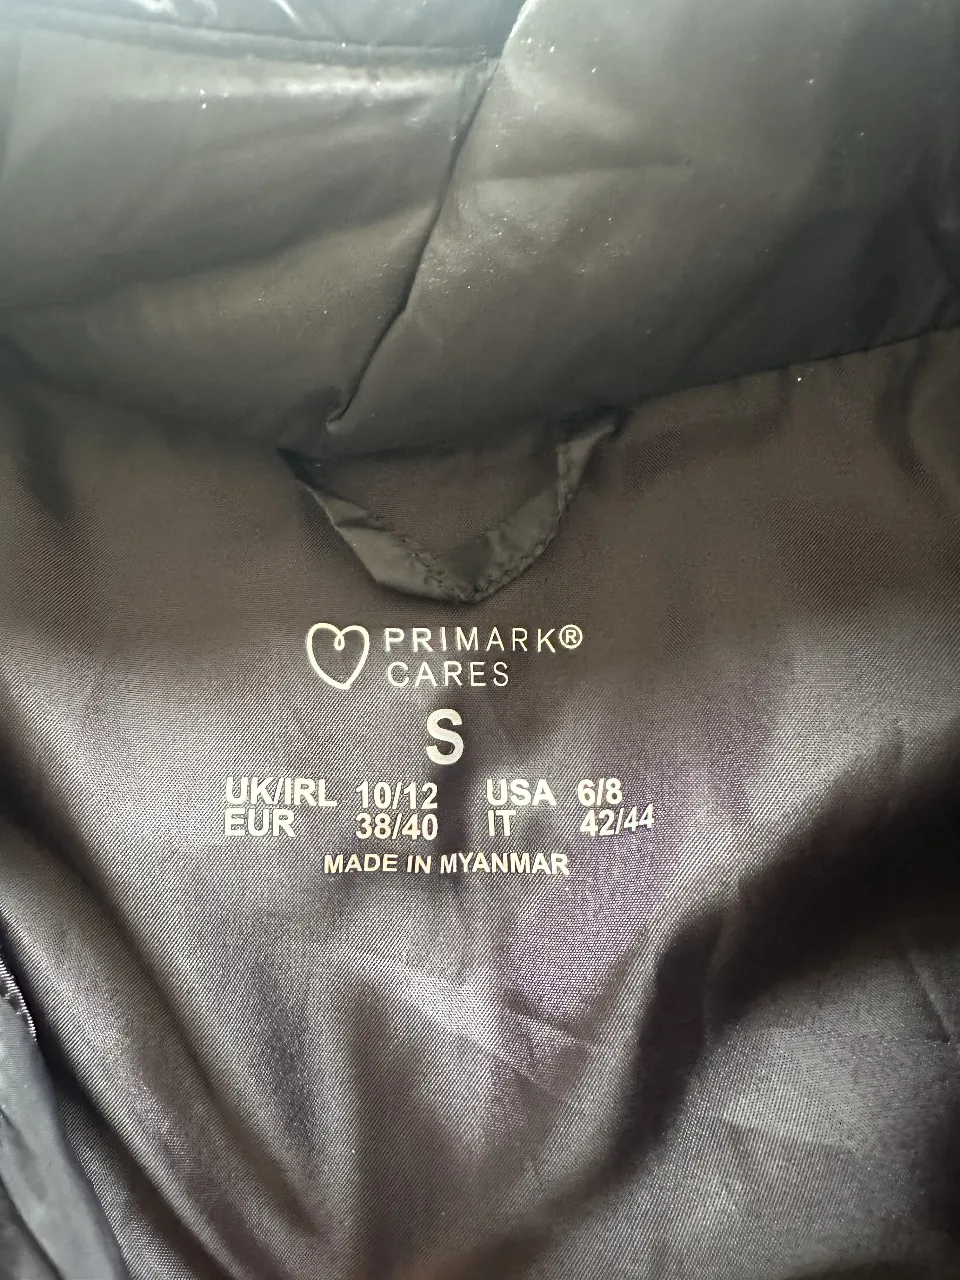 PRIMARK®
CARES
S
UK/IRL 10/12 USA 6/8
EUR 38/40 IT 42/44
MADE IN MYANMAR